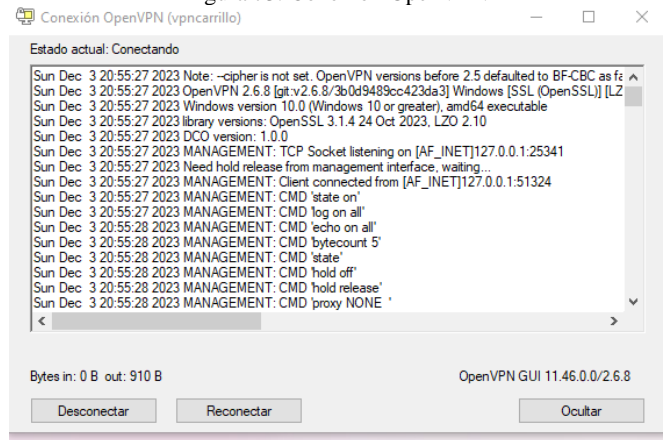 Conexión OpenVPN (vpncarrillo)
Estado actual: Conectando
Sun Dec 3 20:55:27 2023 Note: --cipher is not set. OpenVPN versions before 2.5 defaulted to BF-CBC as fa
Sun Dec 3 20:55:27 2023 OpenVPN 2.6.8 [git:v2.6.8/3b0d9489cc423da3] Windows [SSL (OpenSSL)] [LZ
Sun Dec 3 20:55:27 2023 Windows version 10.0 (Windows 10 or greater), amd64 executable
Sun Dec 3 20:55:27 2023 library versions: OpenSSL 3.1.4 24 Oct 2023, LZO 2.10
Sun Dec 3 20:55:27 2023 DCO version: 1.0.0
Sun Dec 3 20:55:27 2023 MANAGEMENT: TCP Socket listening on [AF_INET]127.0.0.1:25341
Sun Dec 3 20:55:27 2023 Need hold release from management interface, waiting...
Sun Dec 3 20:55:27 2023 MANAGEMENT: Client connected from [AF_INET]127.0.0.1:51324
Sun Dec 3 20:55:27 2023 MANAGEMENT: CMD 'state on'
Sun Dec 3 20:55:27 2023 MANAGEMENT: CMD 'log on all'
Sun Dec 3 20:55:28 2023 MANAGEMENT: CMD 'echo on all'
Sun Dec 3 20:55:28 2023 MANAGEMENT: CMD 'bytecount 5'
Sun Dec 3 20:55:28 2023 MANAGEMENT: CMD 'state'
Sun Dec 3 20:55:28 2023 MANAGEMENT: CMD 'hold off'
Sun Dec 3 20:55:28 2023 MANAGEMENT: CMD 'hold release'
Sun Dec 3 20:55:28 2023 MANAGEMENT: CMD 'proxy NONE '
Bytes in: 0 B out: 910 B
OpenVPN GUI 11.46.0.0/2.6.8
Desconectar Reconectar Ocultar